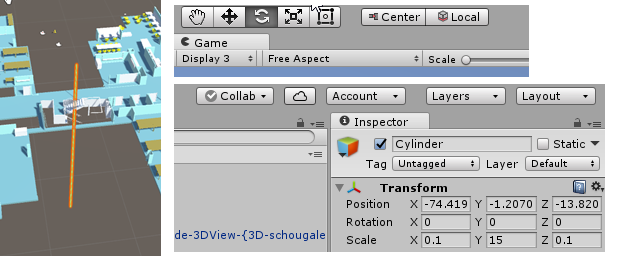 Center Local
Game
Display 3 Free Aspect Scale
Collab Account Layers Layout
Inspector
Cylinder Static
Tag Untagged Layer Default
Transform
Position X -74.419 Y -1.2070 Z -13.820
de-3DView-{3D-schougale
Rotation X 0 Y 0 Z 0
Scale X 0.1 Y 15 Z 0.1